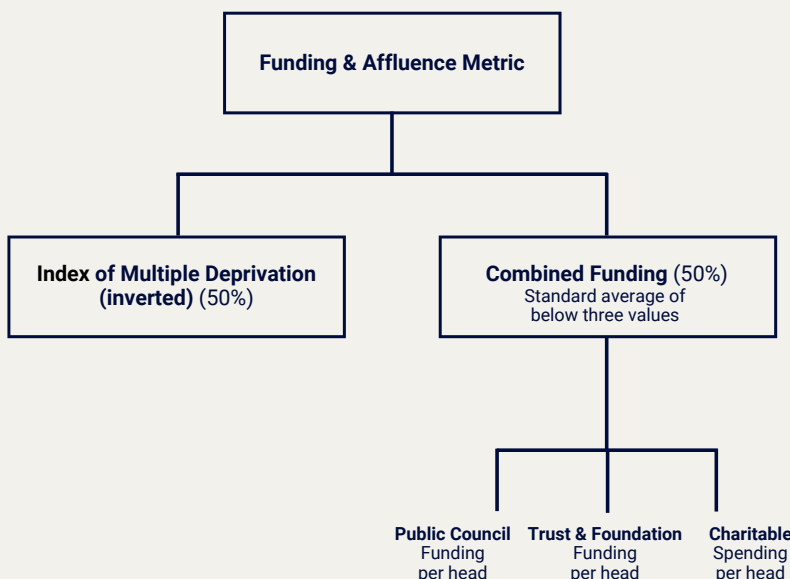 Funding & Affluence Metric
Index of Multiple Deprivation
(inverted) (50%)
Combined Funding (50%)
Standard average of
below three values
Public Council
Funding
per head
Trust & Foundation
Funding
per head
Charitable
Spending
per head